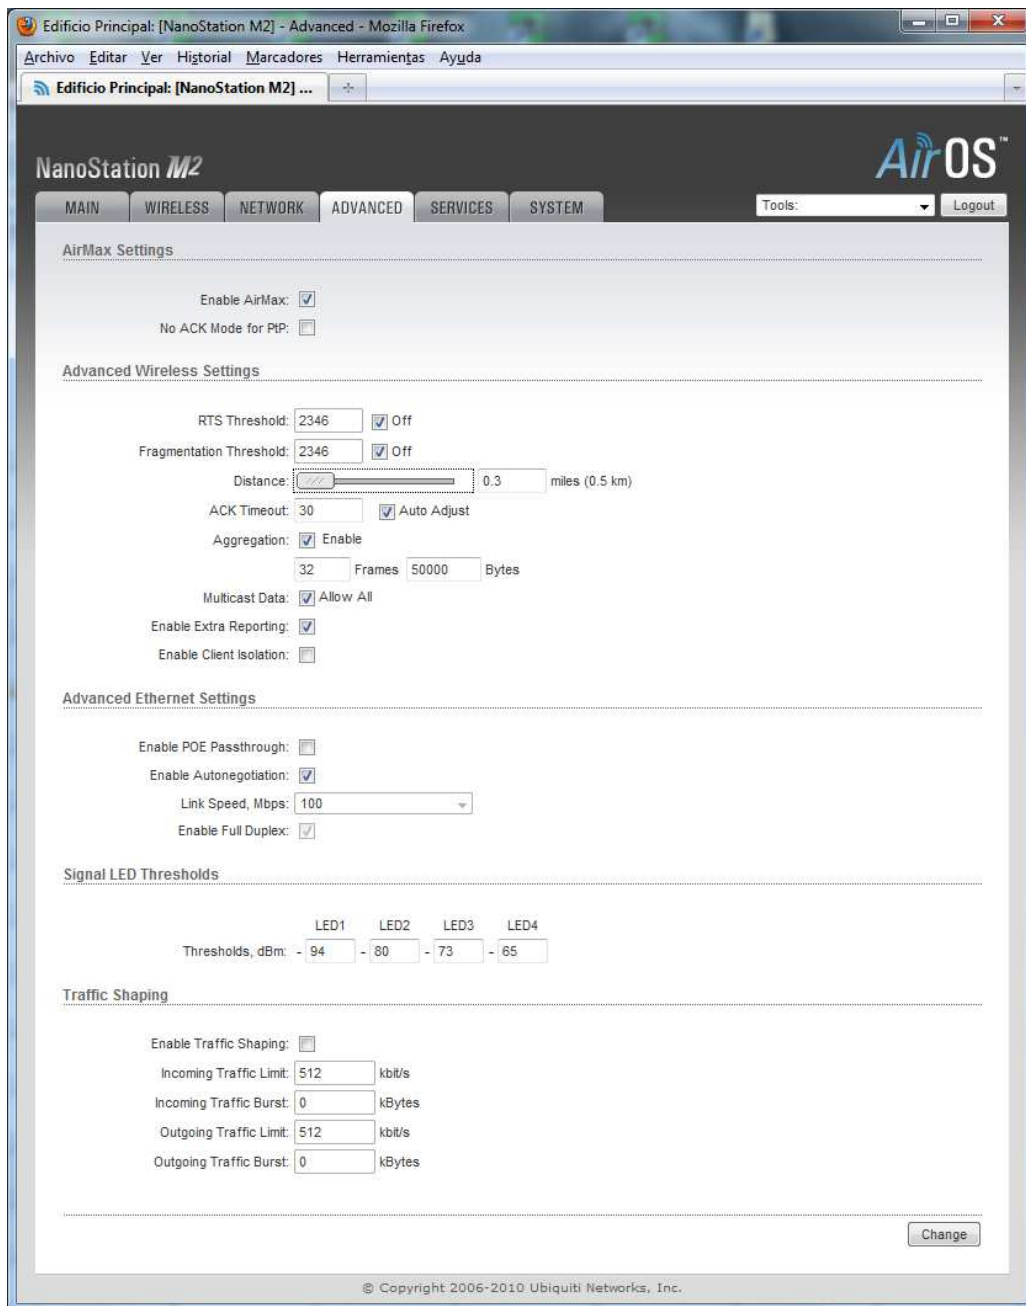 Edificio Principal: [NanoStation M2] - Advanced - Mozilla Firefox
Archivo Editar Ver Historial Marcadores Herramientas Ayuda
Edificio Principal: [NanoStation M2] ...
NanoStation M2
AirOS™
MAIN WIRELESS NETWORK ADVANCED SERVICES SYSTEM Tools: Logout
AirMax Settings
Enable AirMax:
No ACK Mode for PtP:
Advanced Wireless Settings
RTS Threshold: 2346 Off
Fragmentation Threshold: 2346 Off
Distance: 0.3 miles (0.5 km)
ACK Timeout: 30 Auto Adjust
Aggregation: Enable
32 Frames 50000 Bytes
Multicast Data: Allow All
Enable Extra Reporting:
Enable Client Isolation:
Advanced Ethernet Settings
Enable POE Passthrough:
Enable Autonegotiation:
Link Speed, Mbps: 100
Enable Full Duplex:
Signal LED Thresholds
LED1 LED2 LED3 LED4
Thresholds, dBm: - 94 - 80 - 73 - 65
Traffic Shaping
Enable Traffic Shaping:
Incoming Traffic Limit: 512 kbit/s
Incoming Traffic Burst: 0 kBytes
Outgoing Traffic Limit: 512 kbit/s
Outgoing Traffic Burst: 0 kBytes
Change
© Copyright 2006-2010 Ubiquiti Networks, Inc.